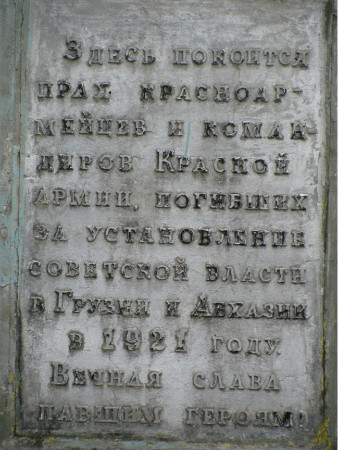 Здесь покоится
прах красноар-
мейцев и коман-
диров Красной
армии, погибших
за установление
советской власти
в Грузии и Абхазии
в 1921 году.
Вечная слава
павшим героям!